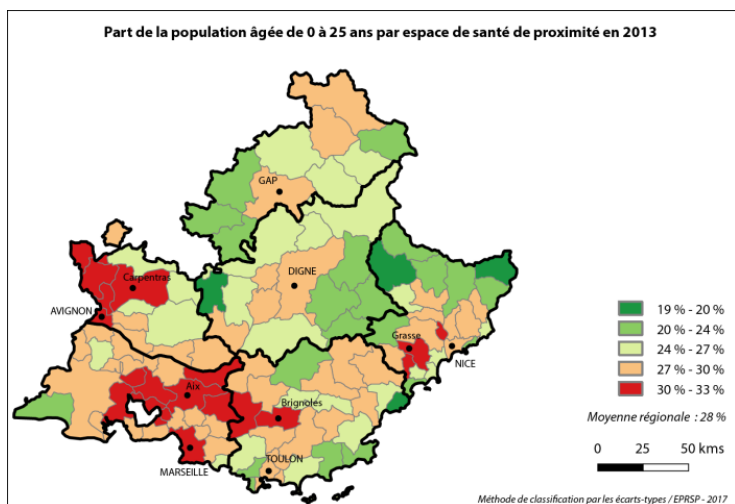 Part de la population âgée de 0 à 25 ans par espace de santé de proximité en 2013
GAP
DIGNE
Carpentras
AVIGNON
Grasse
NICE
Aix
Brignoles
MARSEILLE
TOULON
19 % - 20 %
20 % - 24 %
24 % - 27 %
27 % - 30 %
30 % - 33 %
Moyenne régionale : 28 %
0 25 50 kms
Méthode de classification par les écarts-types / EPRSP - 2017